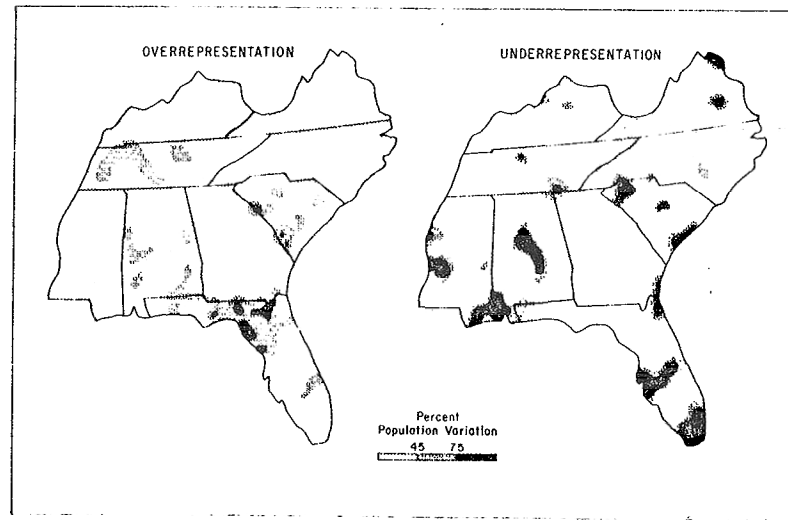 OVERREPRESENTATION
UNDERREPRESENTATION
Percent
Population Variation
45 75